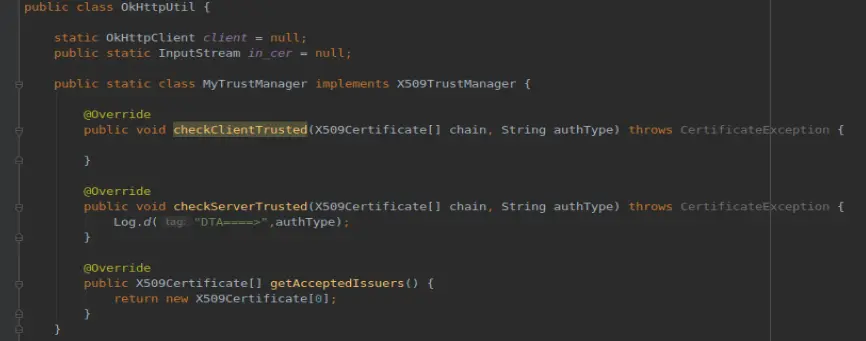 public class OkHttpUtil {
static OkHttpClient client = null;
public static InputStream in_cer = null;
public static class MyTrustManager implements X509TrustManager {
@Override
public void checkClientTrusted(X509Certificate[] chain, String authType) throws CertificateException {
}
@Override
public void checkServerTrusted(X509Certificate[] chain, String authType) throws CertificateException {
Log.d( tag: "DTA====>",authType);
}
@Override
public X509Certificate[] getAcceptedIssuers() {
return new X509Certificate[0];
}
}